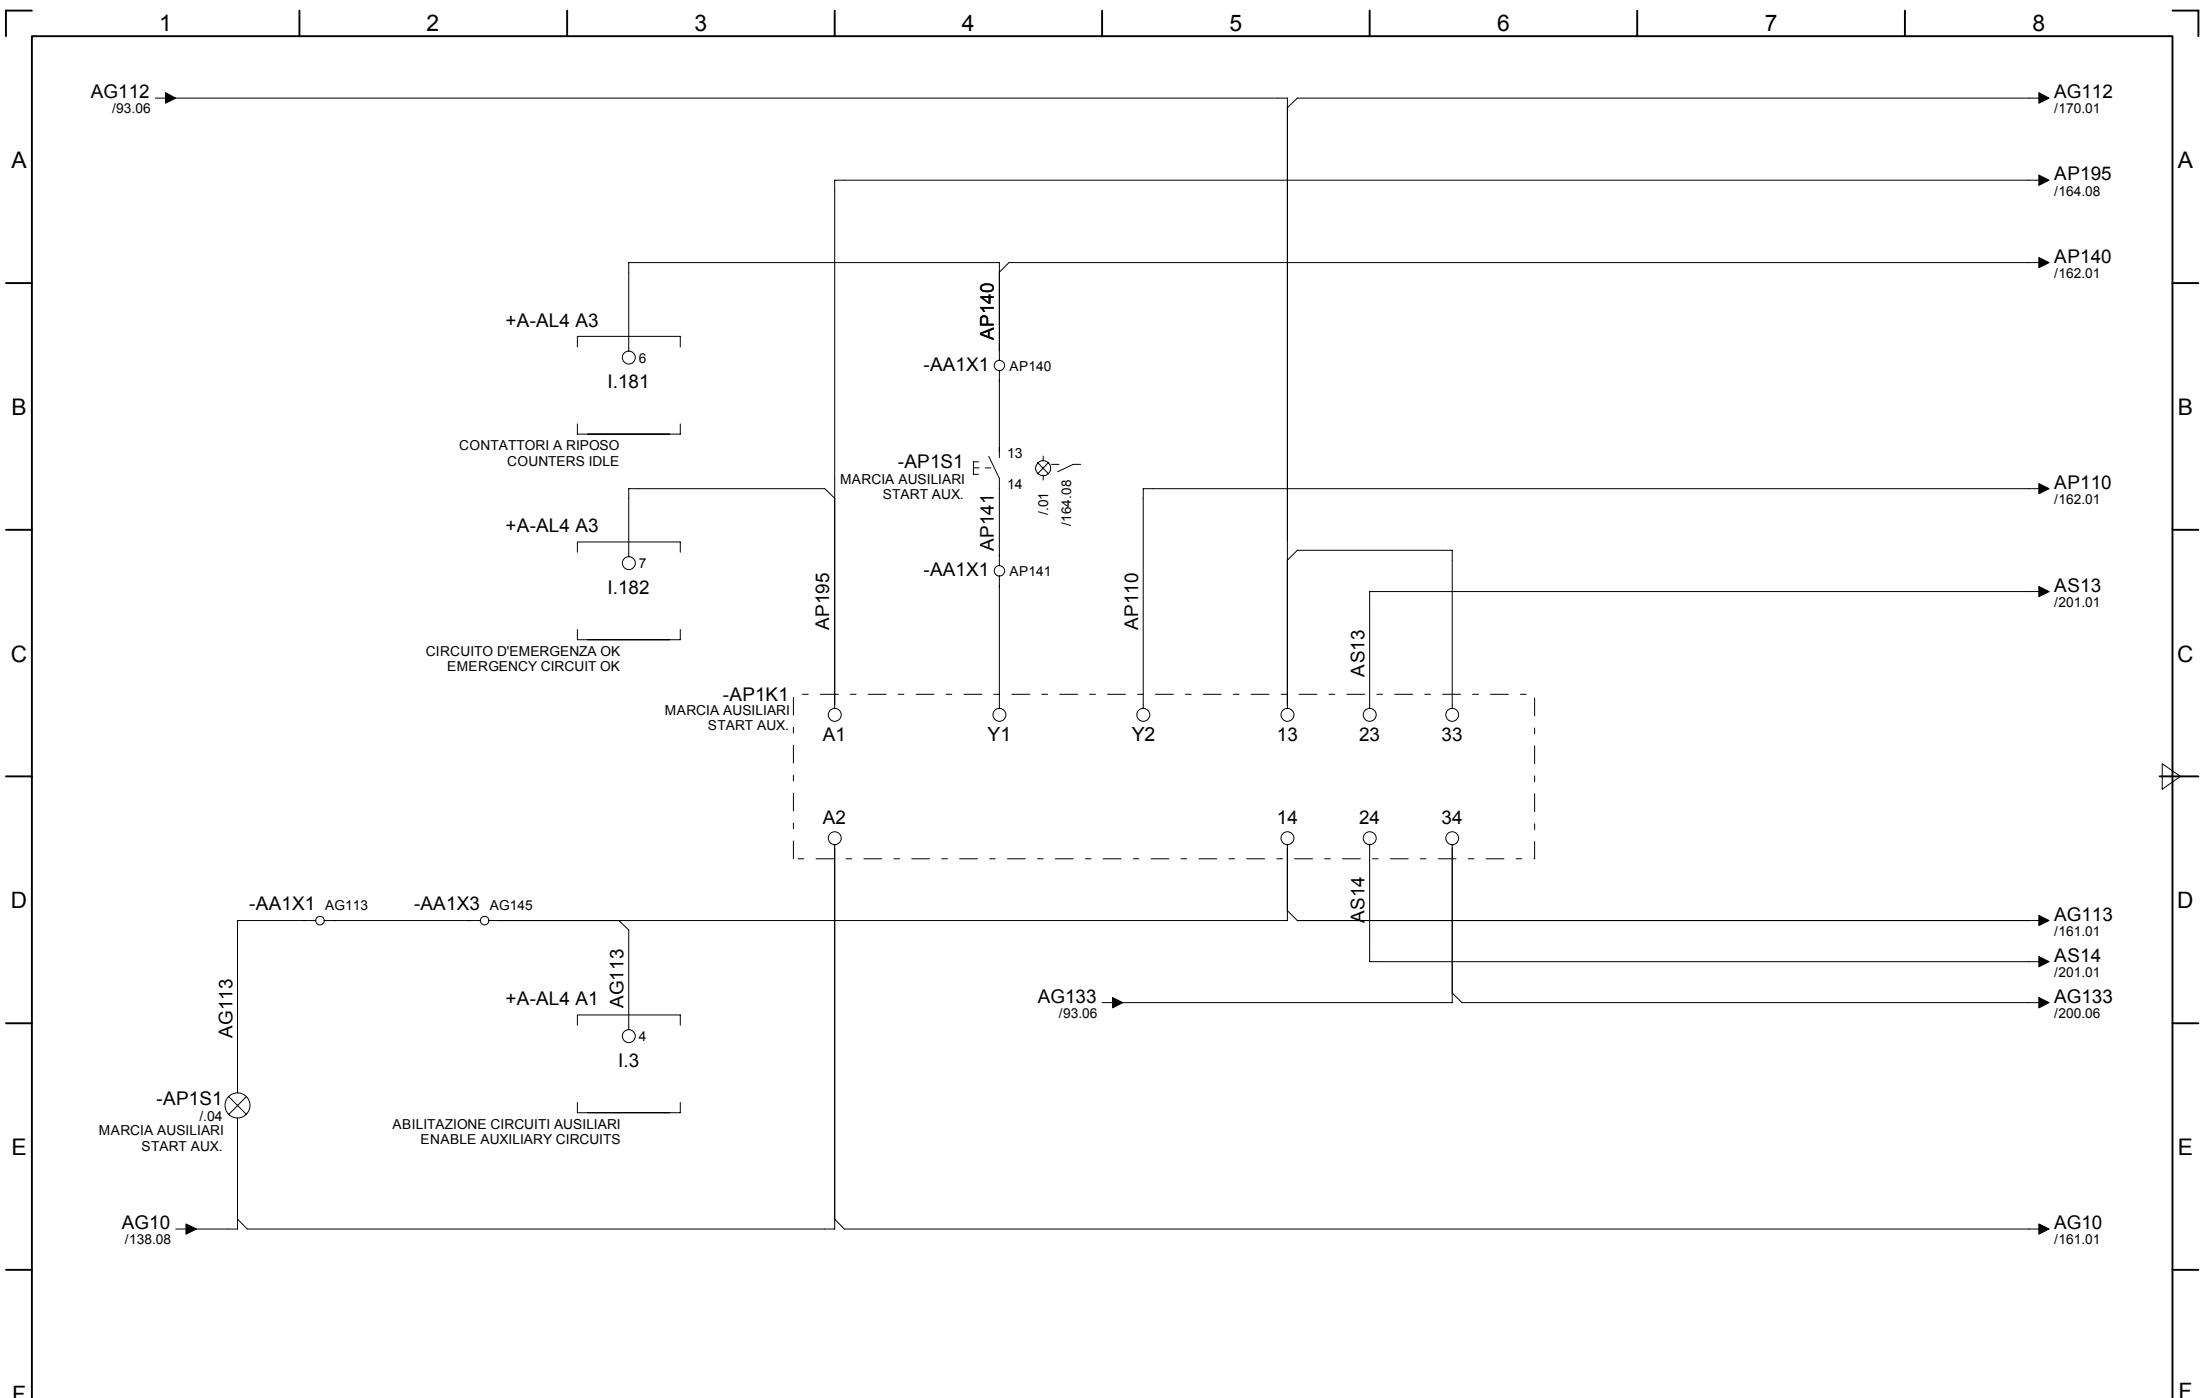 1 2 3 4 5 6 7 8
AG112
/93.06
AG112
/170.01
A
A
AP195
/164.08
AP140
/162.01
+A-AL4 A3
6
I.181
CONTATTORI A RIPOSO
COUNTERS IDLE
AP140
-AA1X1 AP140
B
B
-AP1S1
MARCIA AUSILIARI
START AUX.
13
14
/.01
/164.08
AP110
/162.01
+A-AL4 A3
7
I.182
CIRCUITO D'EMERGENZA OK
EMERGENCY CIRCUIT OK
AP141
-AA1X1 AP141
AP195
AP110
AS13
AS13
/201.01
C
C
-AP1K1
MARCIA AUSILIARI
START AUX.
A1 Y1 Y2 13 23 33
A2 14 24 34
D
D
-AA1X1 AG113
-AA1X3 AG145
AS14
AG113
/161.01
AS14
/201.01
AG113
AG113
+A-AL4 A1
4
I.3
ABILITAZIONE CIRCUITI AUSILIARI
ENABLE AUXILIARY CIRCUITS
AG133
/93.06
AG133
/200.06
-AP1S1
/.04
MARCIA AUSILIARI
START AUX.
E
E
AG10
/138.08
AG10
/161.01
F
F